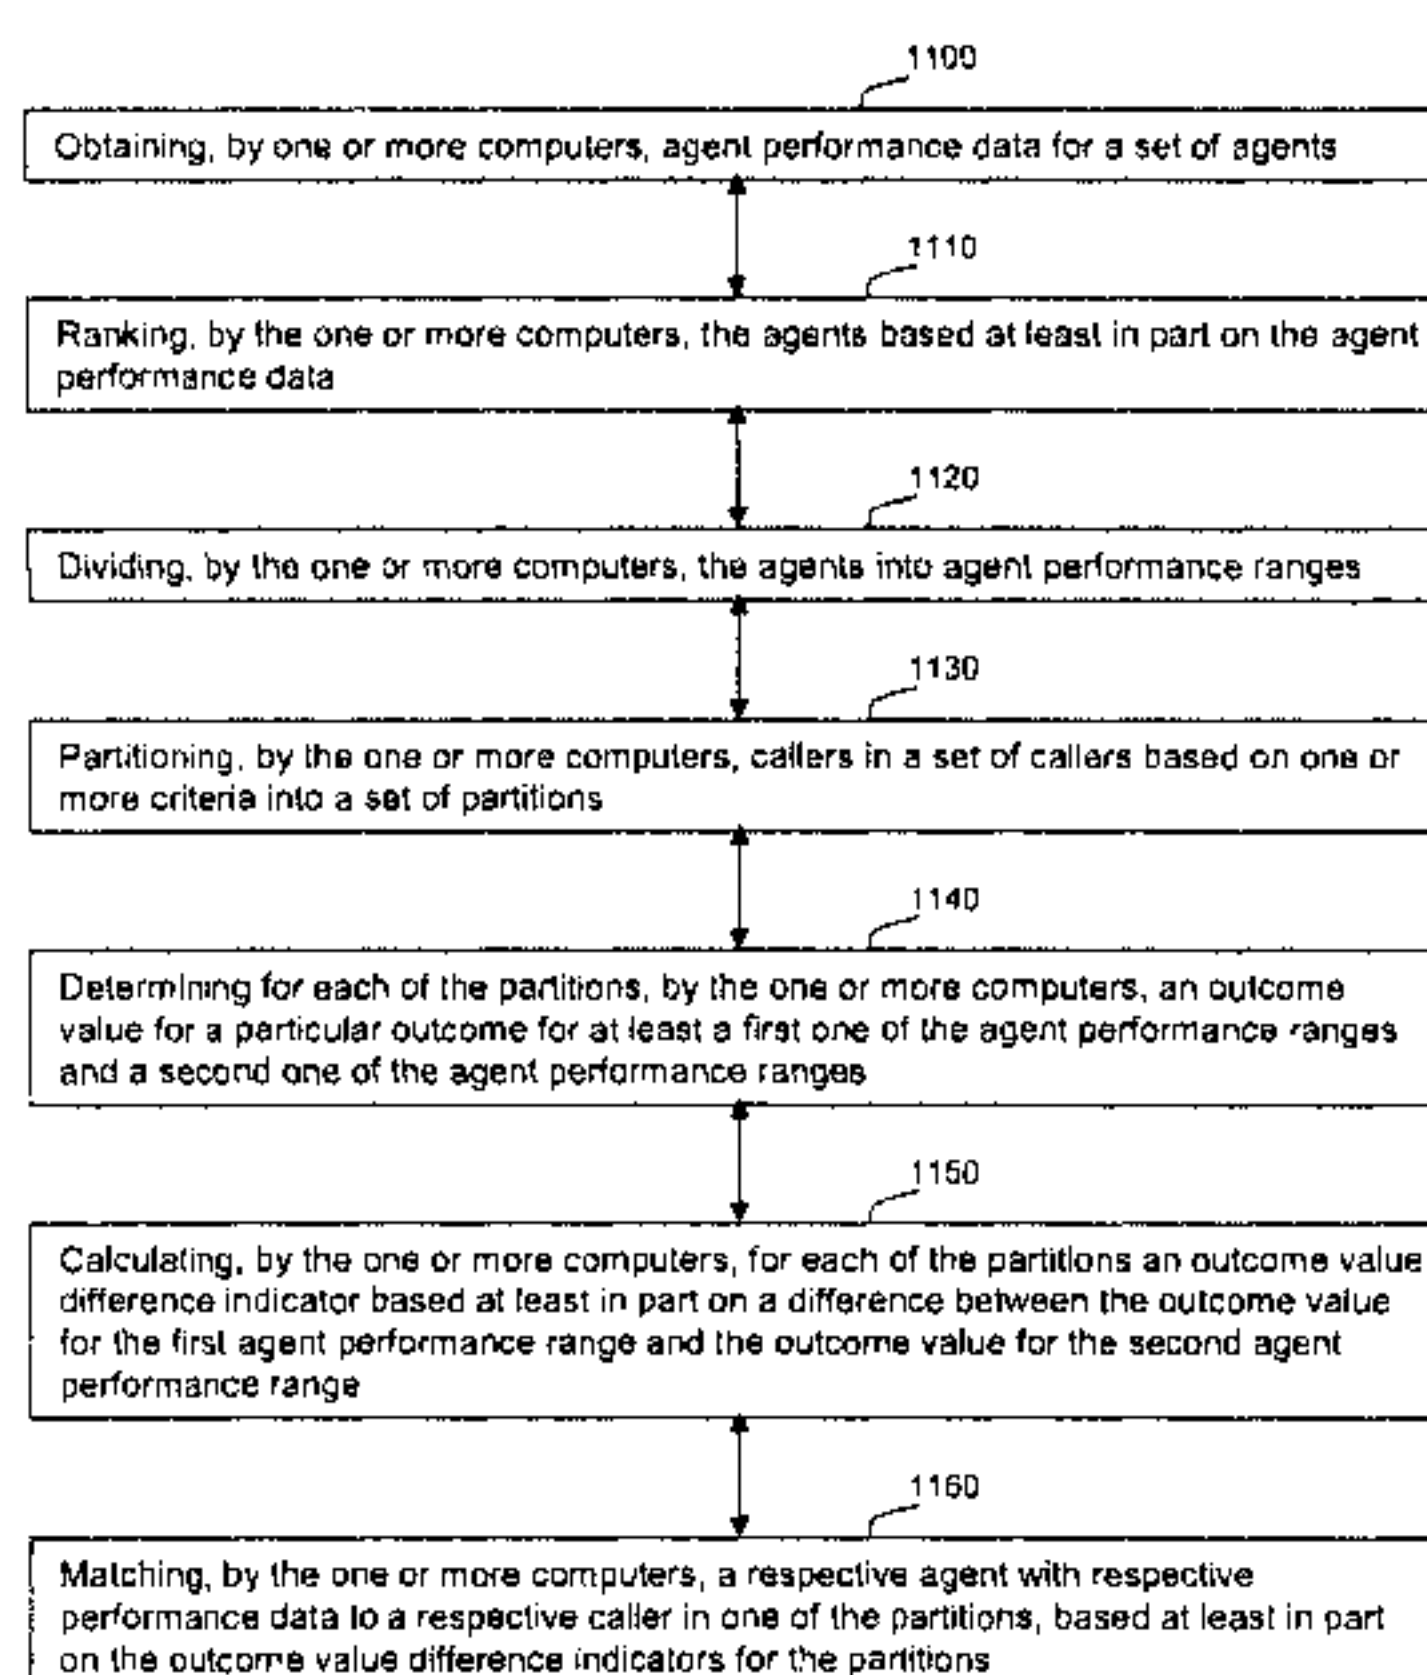 1100
Obtaining, by one or more computers, agent performance data for a set of agents
1110
Ranking, by the one or more computers, the agents based at least in part on the agent
performance data
1120
Dividing, by the one or more computers, the agents into agent performance ranges
1130
Partitioning, by the one or more computers, callers in a set of callers based on one or
more criteria into a set of partitions
1140
Determining for each of the partitions, by the one or more computers, an outcome
value for a particular outcome for at least a first one of the agent performance ranges
and a second one of the agent performance ranges
1150
Calculating, by the one or more computers, for each of the partitions an outcome value
difference indicator based at least in part on a difference between the outcome value
for the first agent performance range and the outcome value for the second agent
performance range
1160
Matching, by the one or more computers, a respective agent with respective
performance data to a respective caller in one of the partitions, based at least in part
on the outcome value difference indicators for the partitions